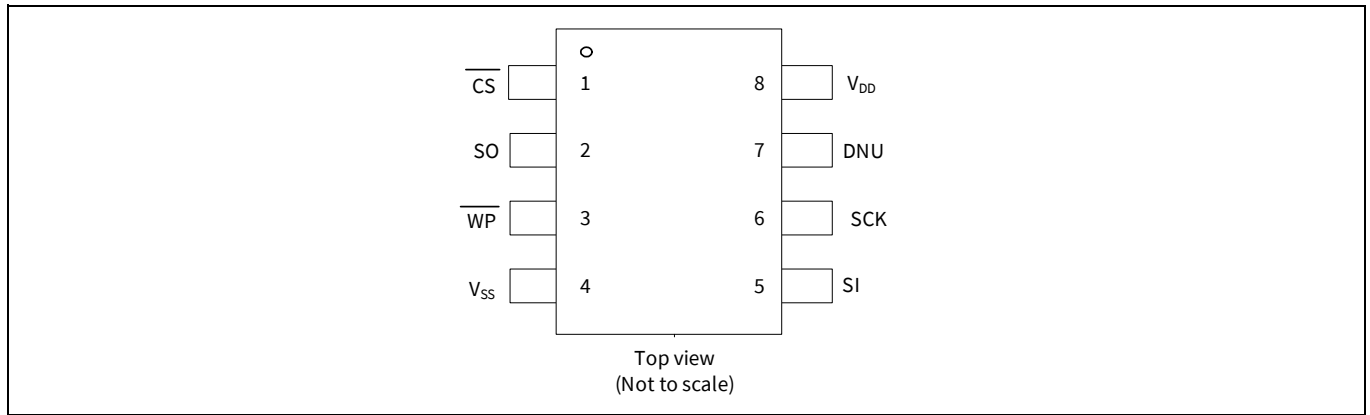 CS 1 8 VDD
SO 2 7 DNU
WP 3 6 SCK
VSS 4 5 SI
Top view
(Not to scale)